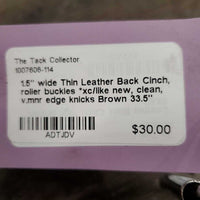 The Tack Collector
1007608-114
1.5" wide Thin Leather Back Cinch,
roller buckles *xc/like new, clean,
v.mnr edge knicks Brown 33.5"
ADTJDV
$30.00